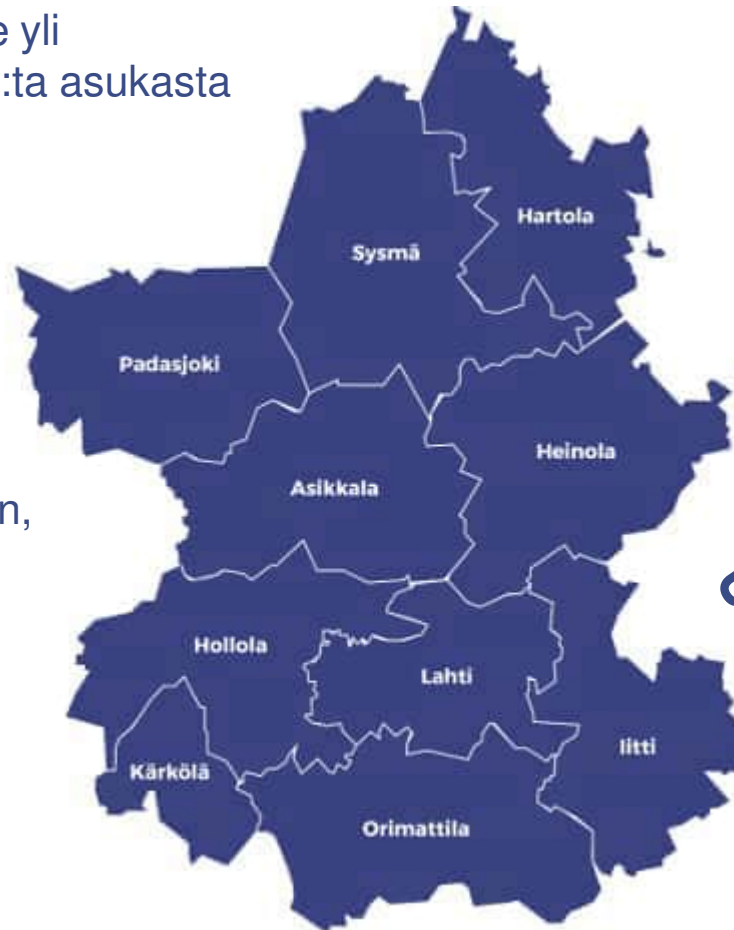 yli
:ta asukasta
Hartola
Sysmä
Padasjoki
Heinola
Asikkala
Hollola
Lahti
Iitti
Kärkölä
Orimattila